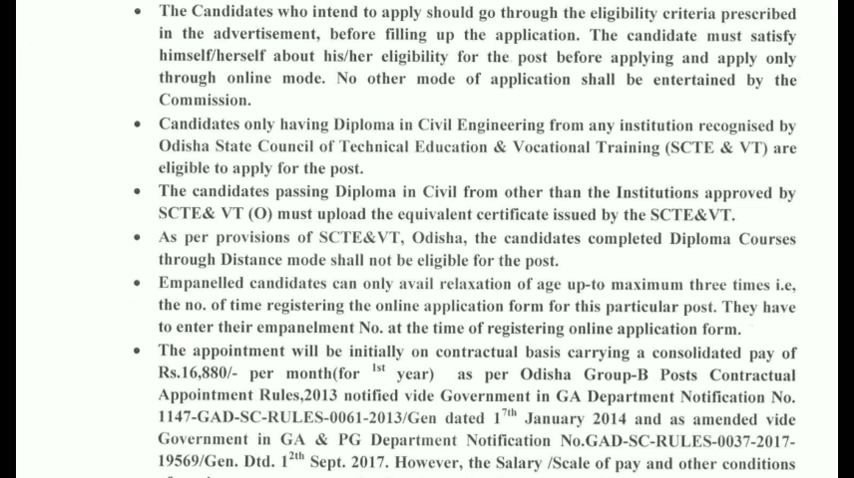 • The Candidates who intend to apply should go through the eligibility criteria prescribed
in the advertisement, before filling up the application. The candidate must satisfy
himself/herself about his/her eligibility for the post before applying and apply only
through online mode. No other mode of application shall be entertained by the
Commission.
• Candidates only having Diploma in Civil Engineering from any institution recognised by
Odisha State Council of Technical Education & Vocational Training (SCTE & VT) are
eligible to apply for the post.
• The candidates passing Diploma in Civil from other than the Institutions approved by
SCTE& VT (O) must upload the equivalent certificate issued by the SCTE&VT.
• As per provisions of SCTE&VT, Odisha, the candidates completed Diploma Courses
through Distance mode shall not be eligible for the post.
• Empanelled candidates can only avail relaxation of age up-to maximum three times i.e,
the no. of time registering the online application form for this particular post. They have
to enter their empanelment No. at the time of registering online application form.
• The appointment will be initially on contractual basis carrying a consolidated pay of
Rs.16,880/- per month(for 1st year) as per Odisha Group-B Posts Contractual
Appointment Rules,2013 notified vide Government in GA Department Notification No.
1147-GAD-SC-RULES-0061-2013/Gen dated 17th January 2014 and as amended vide
Government in GA & PG Department Notification No.GAD-SC-RULES-0037-2017-
19569/Gen. Dtd. 12th Sept. 2017. However, the Salary /Scale of pay and other conditions